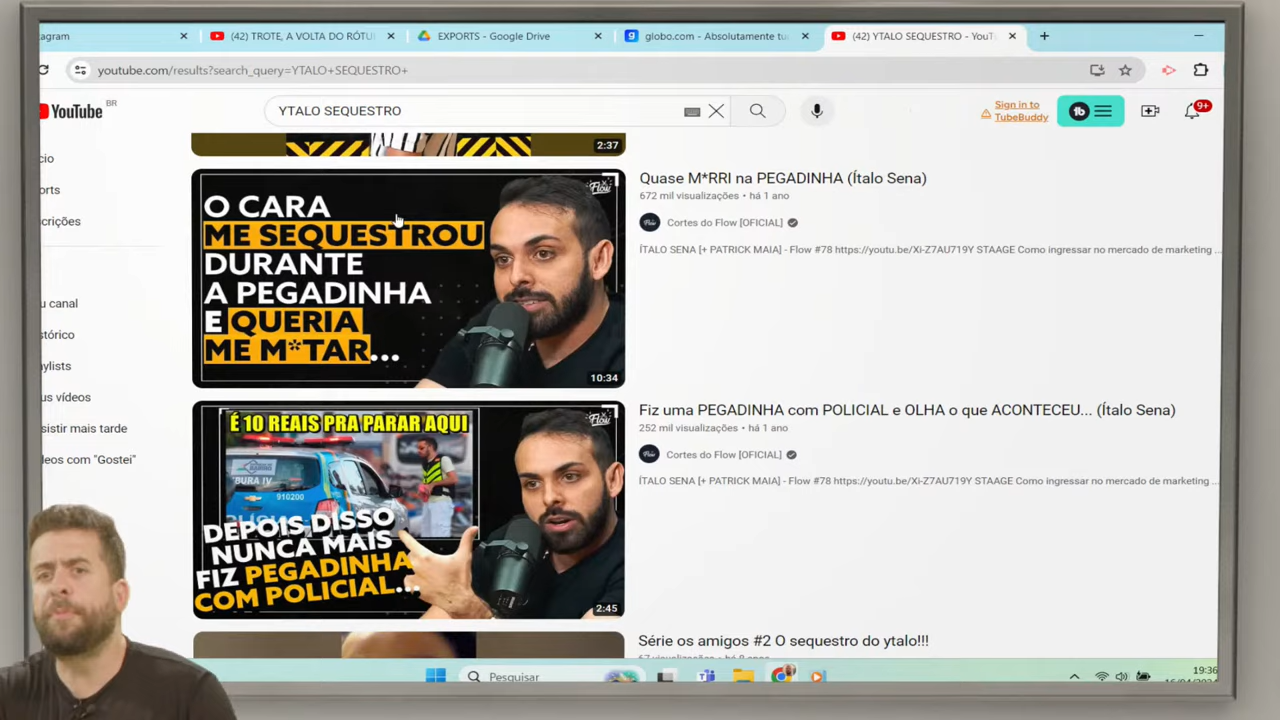 tagram
(42) TROTE, A VOLTA DO RÓTU
EXPORTS - Google Drive
globo.com - Absolutamente tu
(42) YTALO SEQUESTRO - YouT
youtube.com/results?search_query=YTALO+SEQUESTRO+
YouTube BR
YTALO SEQUESTRO
Sign in to
TubeBuddy
tb
9+
cio
orts
crições
u canal
stórico
ylists
us vídeos
sistir mais tarde
deos com "Gostei"
2:37
O CARA
ME SEQUESTROU
DURANTE
A PEGADINHA
E QUERIA
ME M*TAR...
Flow
10:34
Quase M*RRI na PEGADINHA (Ítalo Sena)
672 mil visualizações • há 1 ano
Cortes do Flow [OFICIAL]
ÍTALO SENA [+ PATRICK MAIA] - Flow #78 https://youtu.be/Xi-Z7AU719Y STAAGE Como ingressar no mercado de marketing ...
É 10 REAIS PRA PARAR AQUI
BURA IV
910200
DEPOIS DISSO
NUNCA MAIS
FIZ PEGADINHA
COM POLICIAL...
Flow
2:45
Fiz uma PEGADINHA com POLICIAL e OLHA o que ACONTECEU... (Ítalo Sena)
252 mil visualizações • há 1 ano
Cortes do Flow [OFICIAL]
ÍTALO SENA [+ PATRICK MAIA] - Flow #78 https://youtu.be/Xi-Z7AU719Y STAAGE Como ingressar no mercado de marketing ...
Série os amigos #2 O sequestro do ytalo!!!
Pesquisar
19:36